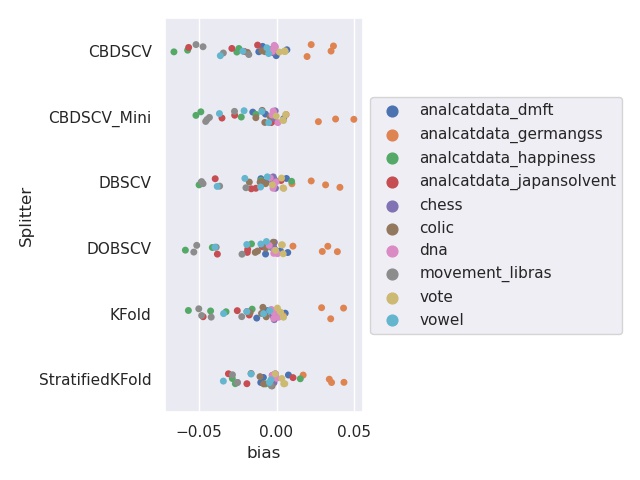 CBDSCV
CBDSCV_Mini
DBSCV
DOBSCV
KFold
StratifiedKFold
Splitter
−0.05
0.00
0.05
bias
analcatdata_dmft
analcatdata_germangss
analcatdata_happiness
analcatdata_japansolvent
chess
colic
dna
movement_libras
vote
vowel